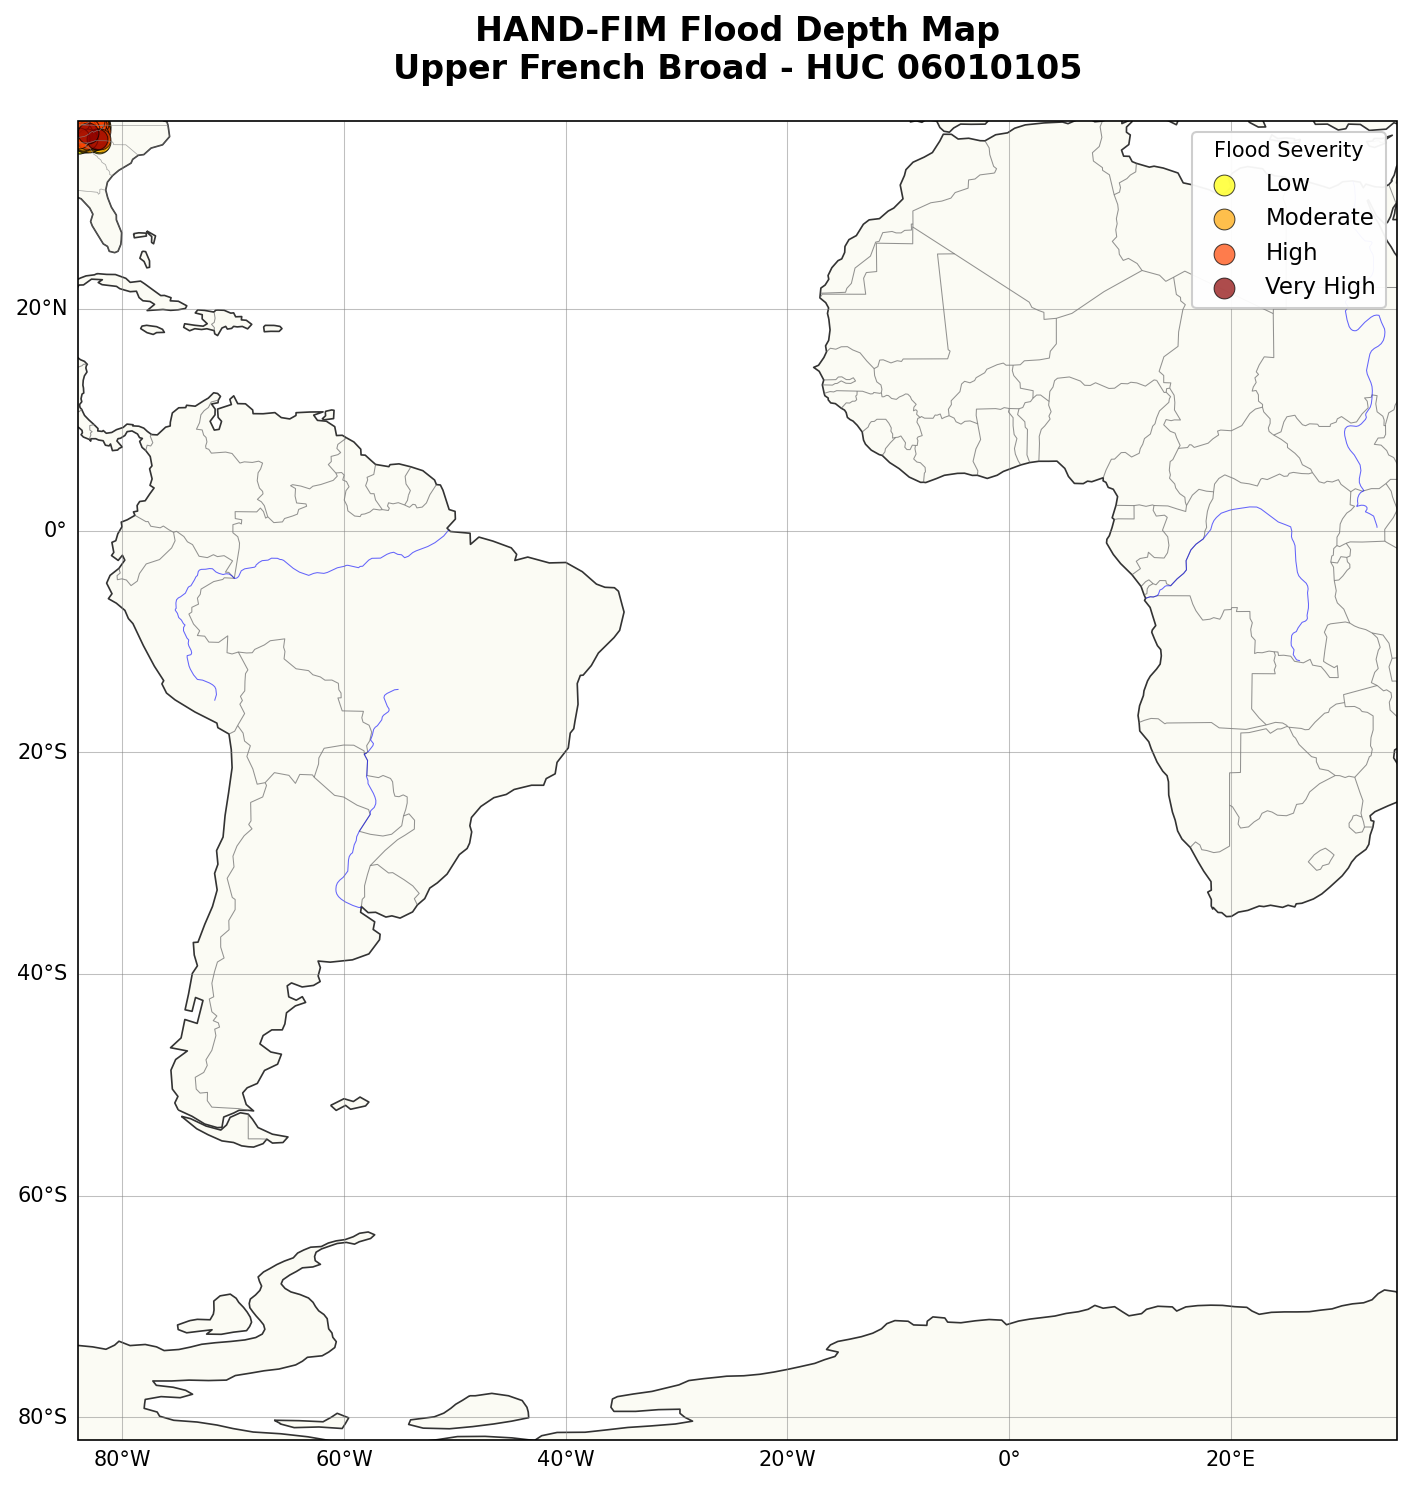 HAND-FIM Flood Depth Map
Upper French Broad - HUC 06010105
Flood Severity
Low
Moderate
High
Very High
20°N
0°
20°S
40°S
60°S
80°S
80°W
60°W
40°W
20°W
0°
20°E